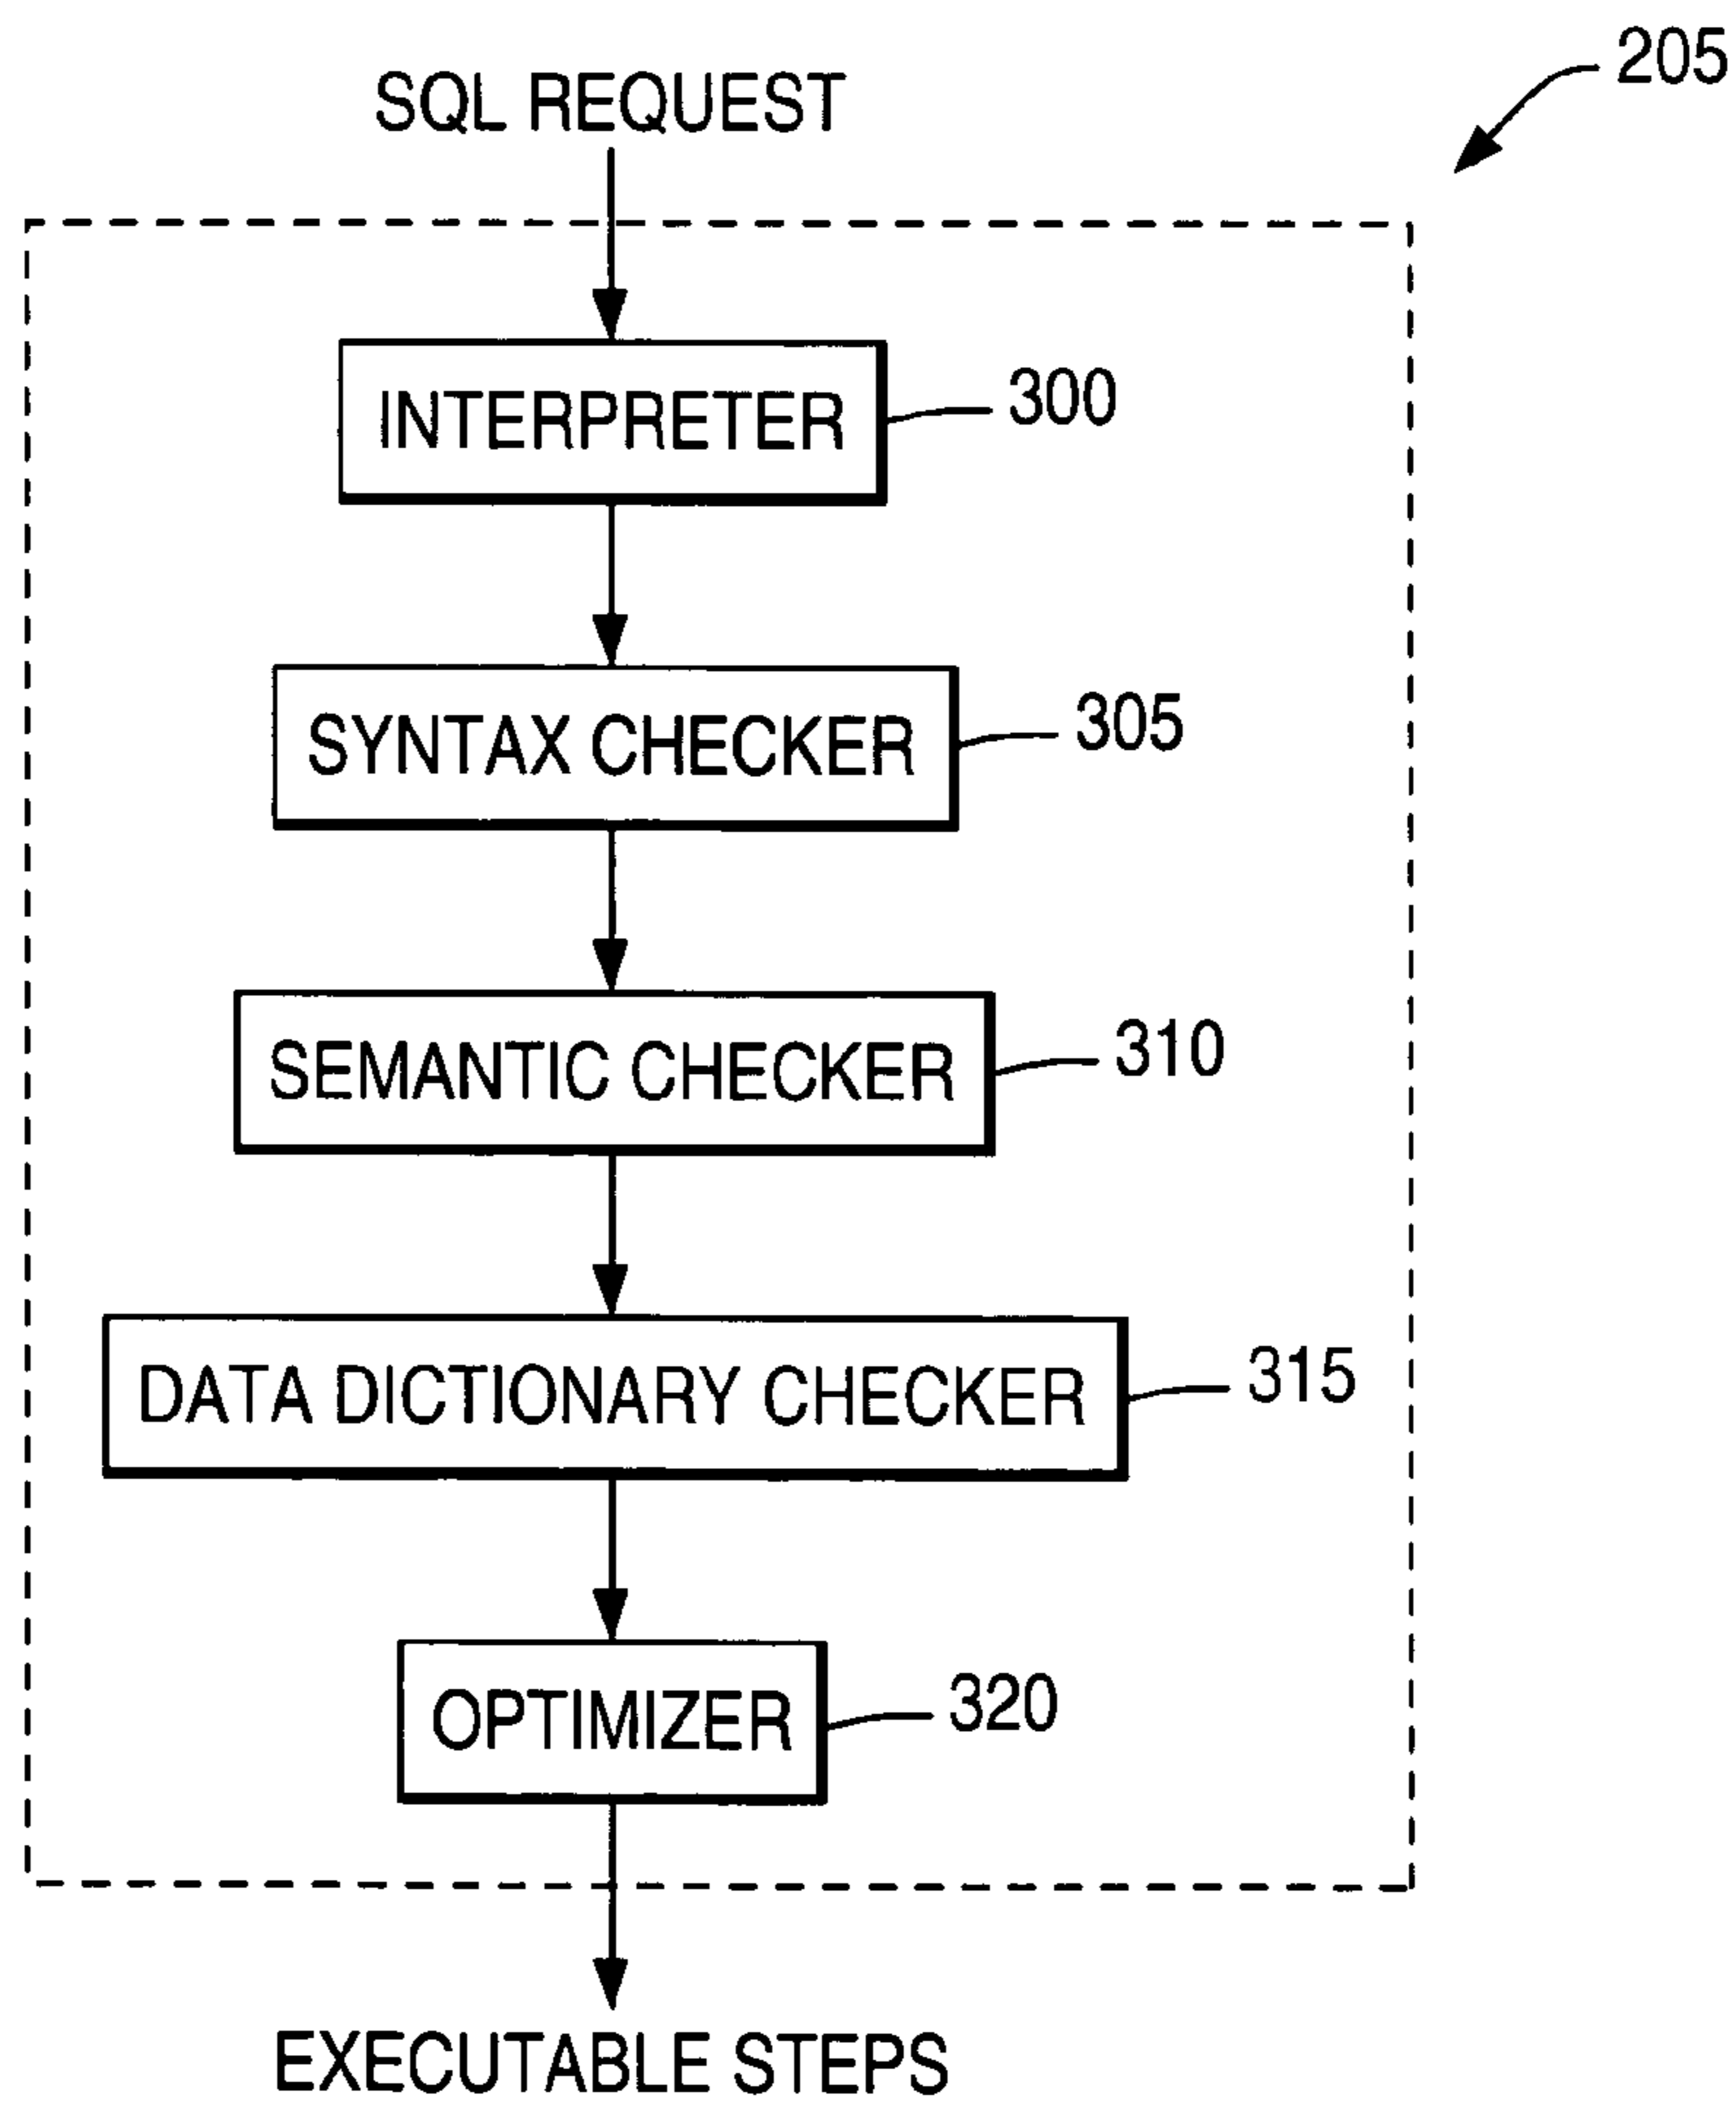 205
SQL REQUEST
INTERPRETER
300
SYNTAX CHECKER
305
SEMANTIC CHECKER
310
DATA DICTIONARY CHECKER
315
OPTIMIZER
320
EXECUTABLE STEPS